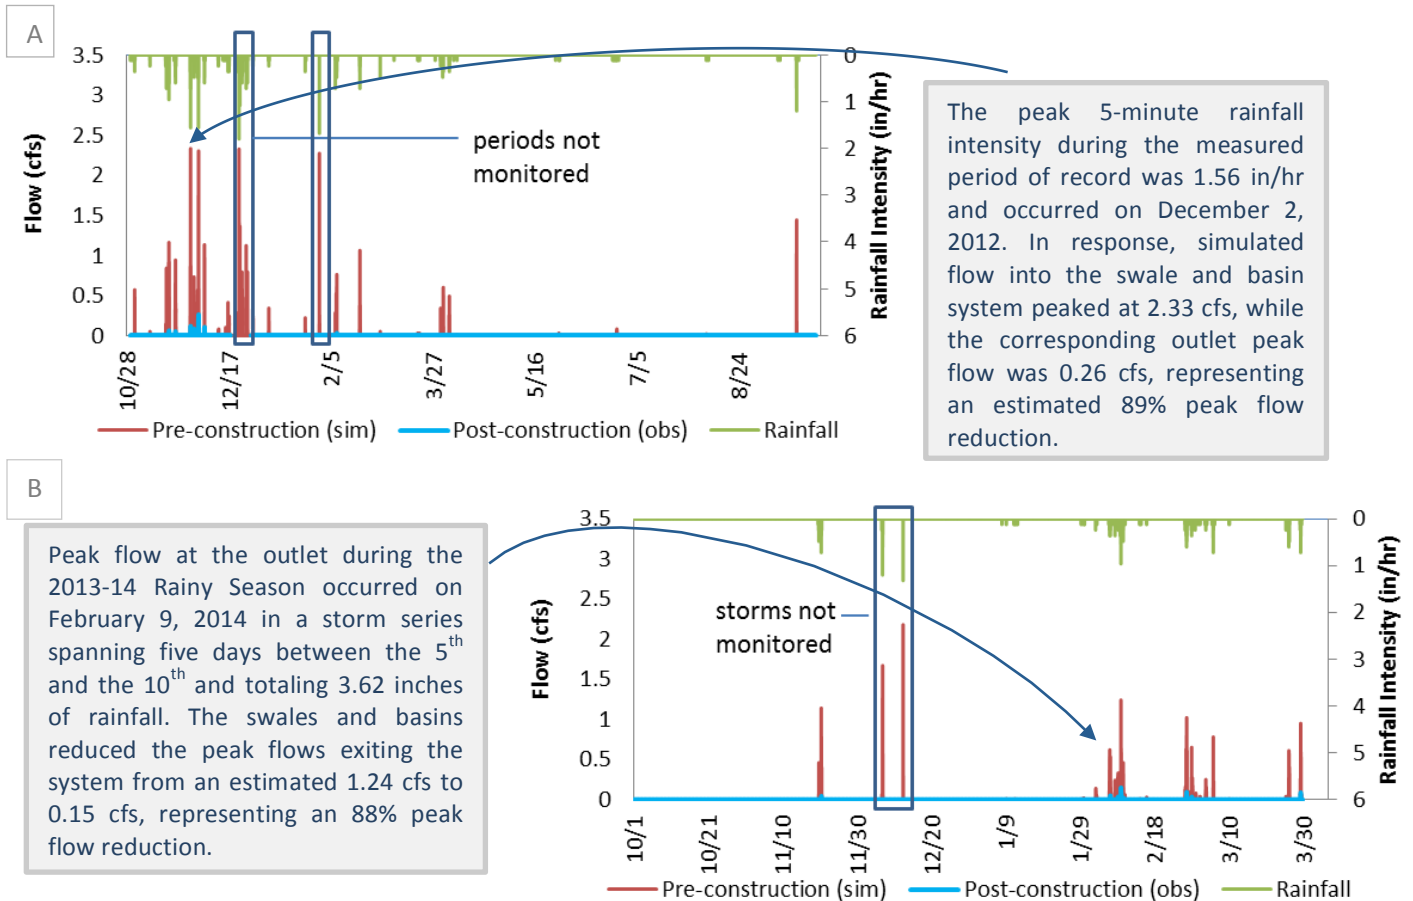 A
3.5
3
2.5
2
1.5
1
0.5
0
Flow (cfs)
0
1
2
3
4
5
6
Rainfall Intensity (in/hr)
periods not
monitored
10/28
12/17
2/5
3/27
5/16
7/5
8/24
Pre-construction (sim) Post-construction (obs) Rainfall
The peak 5-minute rainfall
intensity during the measured
period of record was 1.56 in/hr
and occurred on December 2,
2012. In response, simulated
flow into the swale and basin
system peaked at 2.33 cfs, while
the corresponding outlet peak
flow was 0.26 cfs, representing
an estimated 89% peak flow
reduction.
B
Peak flow at the outlet during the
2013-14 Rainy Season occurred on
February 9, 2014 in a storm series
spanning five days between the 5th
and the 10th and totaling 3.62 inches
of rainfall. The swales and basins
reduced the peak flows exiting the
system from an estimated 1.24 cfs to
0.15 cfs, representing an 88% peak
flow reduction.
3.5
3
2.5
2
1.5
1
0.5
0
Flow (cfs)
0
1
2
3
4
5
6
Rainfall Intensity (in/hr)
storms not
monitored
10/1
10/21
11/10
11/30
12/20
1/9
1/29
2/18
3/10
3/30
Pre-construction (sim) Post-construction (obs) Rainfall